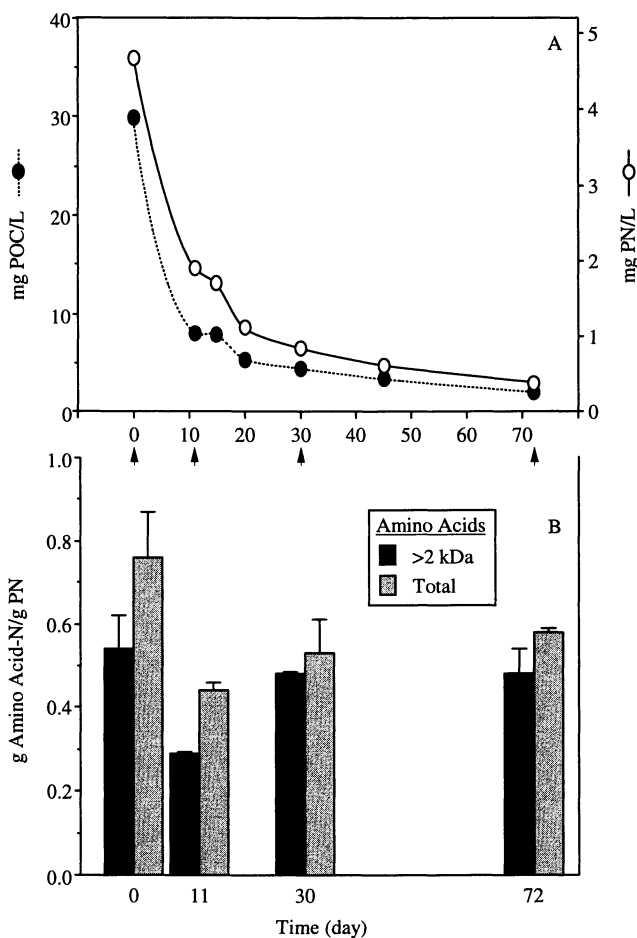 A
40
30
20
10
0
mg POC/L
5
4
3
2
1
0
mg PN/L
0 10 20 30 40 50 60 70
B
1.0
0.8
0.6
0.4
0.2
0.0
g Amino Acid-N/g PN
Amino Acids
>2 kDa
Total
0 11 30 72
Time (day)